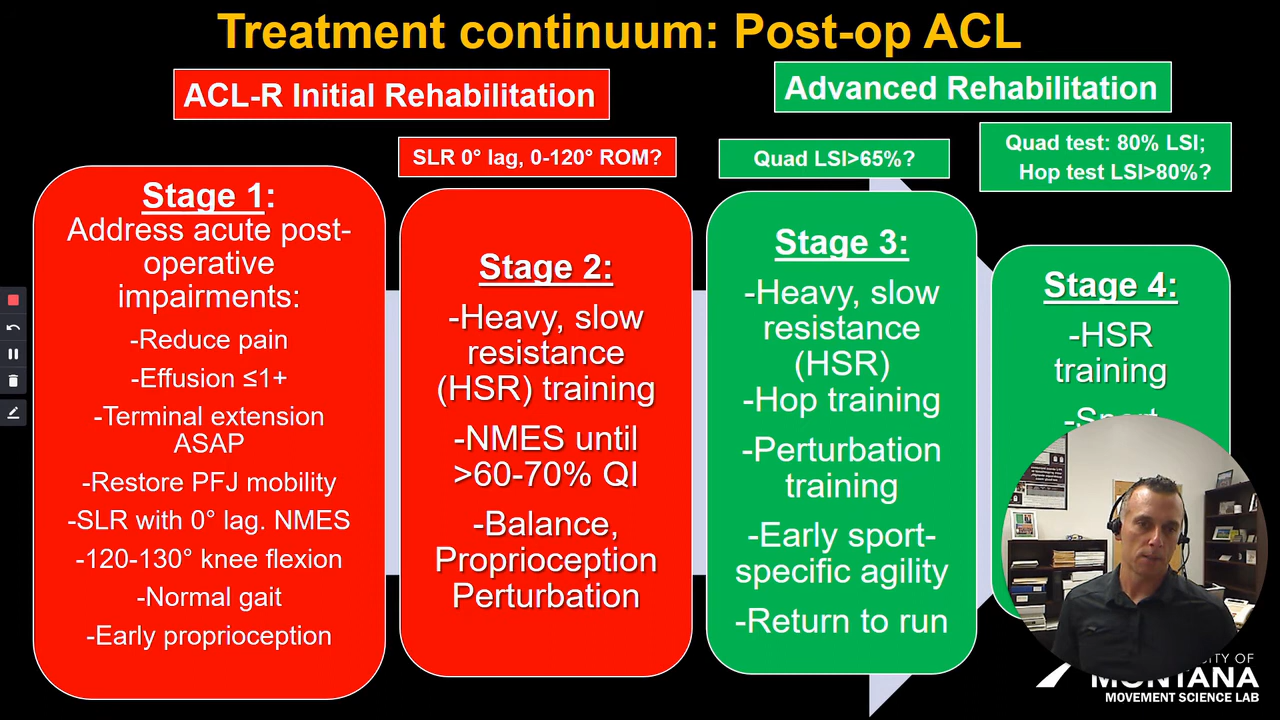 Treatment continuum: Post-op ACL
ACL-R Initial Rehabilitation
Advanced Rehabilitation
SLR 0° lag, 0-120° ROM?
Quad LSI>65%?
Quad test: 80% LSI;
Hop test LSI>80%?
Stage 1:
Address acute post-
operative
impairments:
-Reduce pain
-Effusion ≤1+
-Terminal extension
ASAP
-Restore PFJ mobility
-SLR with 0° lag. NMES
-120-130° knee flexion
-Normal gait
-Early proprioception
Stage 2:
-Heavy, slow
resistance
(HSR) training
-NMES until
>60-70% QI
-Balance,
Proprioception
Perturbation
Stage 3:
-Heavy, slow
resistance
(HSR)
-Hop training
-Perturbation
training
-Early sport-
specific agility
-Return to run
Stage 4:
-HSR
training
-Sport
OF
MONTANA
MOVEMENT SCIENCE LAB